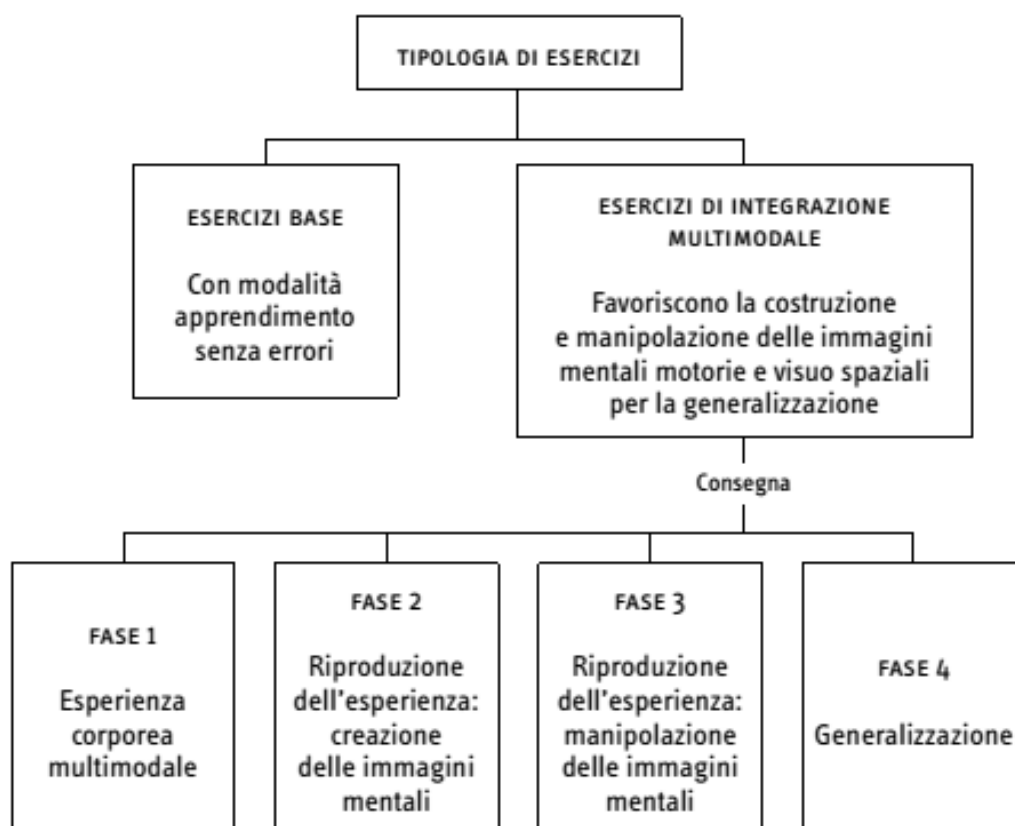 TIPOLOGIA DI ESERCIZI
ESERCIZI BASE
Con modalità
apprendimento
senza errori
ESERCIZI DI INTEGRAZIONE
MULTIMODALE
Favoriscono la costruzione
e manipolazione delle immagini
mentali motorie e visuo spaziali
per la generalizzazione
Consegna
FASE 1
Esperienza
corporea
multimodale
FASE 2
Riproduzione
dell'esperienza:
creazione
delle immagini
mentali
FASE 3
Riproduzione
dell'esperienza:
manipolazione
delle immagini
mentali
FASE 4
Generalizzazione